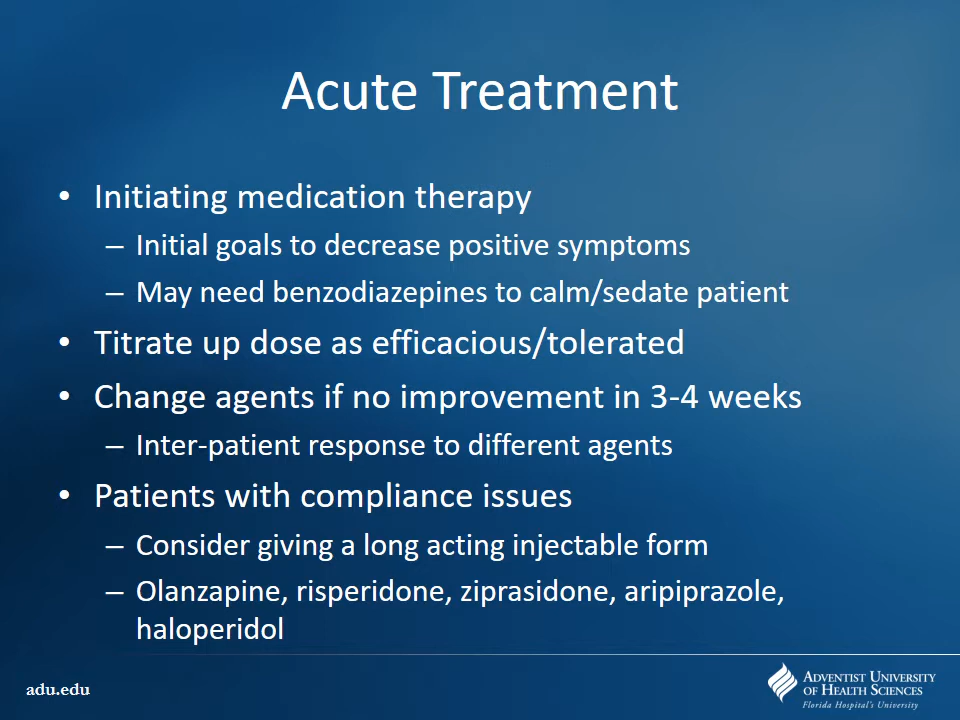 Acute Treatment
• Initiating medication therapy
– Initial goals to decrease positive symptoms
– May need benzodiazepines to calm/sedate patient
• Titrate up dose as efficacious/tolerated
• Change agents if no improvement in 3-4 weeks
– Inter-patient response to different agents
• Patients with compliance issues
– Consider giving a long acting injectable form
– Olanzapine, risperidone, ziprasidone, aripiprazole,
haloperidol
adu.edu
ADVENTIST UNIVERSITY
OF HEALTH SCIENCES
Florida Hospital's University